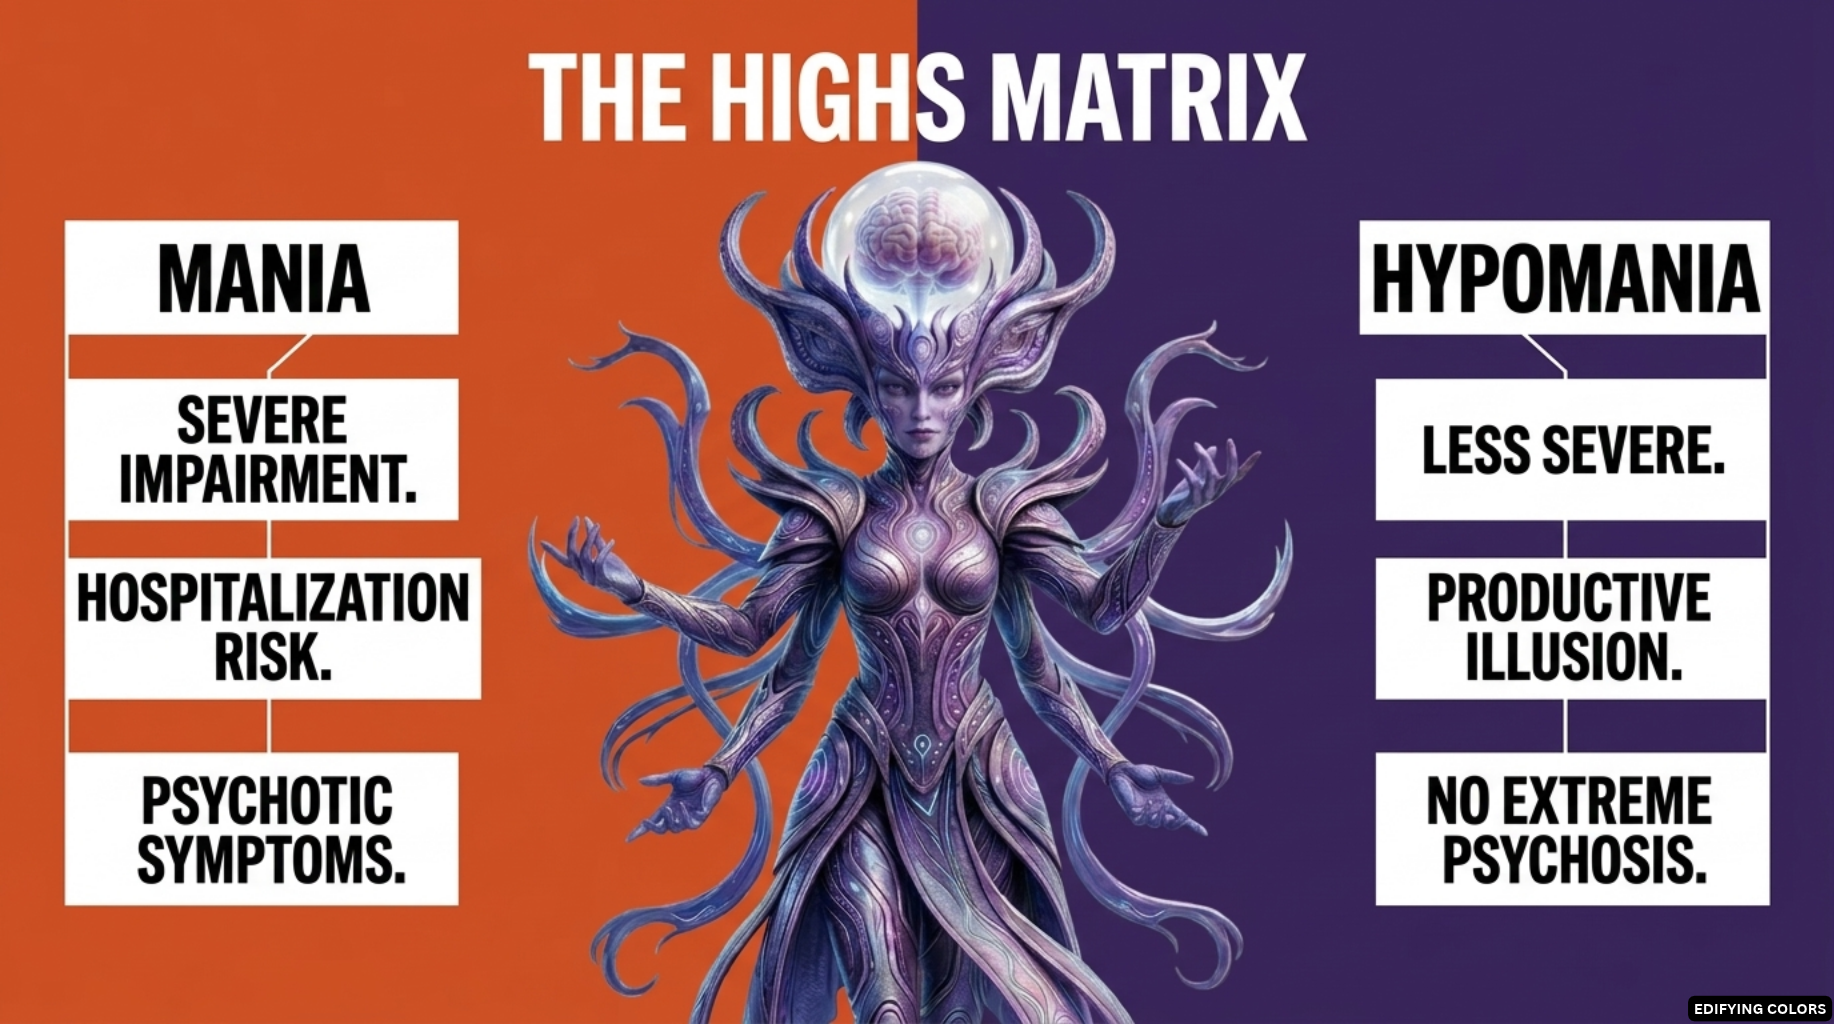 THE HIGHS MATRIX
MANIA
SEVERE
IMPAIRMENT.
HOSPITALIZATION
RISK.
PSYCHOTIC
SYMPTOMS.
HYPOMANIA
LESS SEVERE.
PRODUCTIVE
ILLUSION.
NO EXTREME
PSYCHOSIS.
EDIFYING COLORS